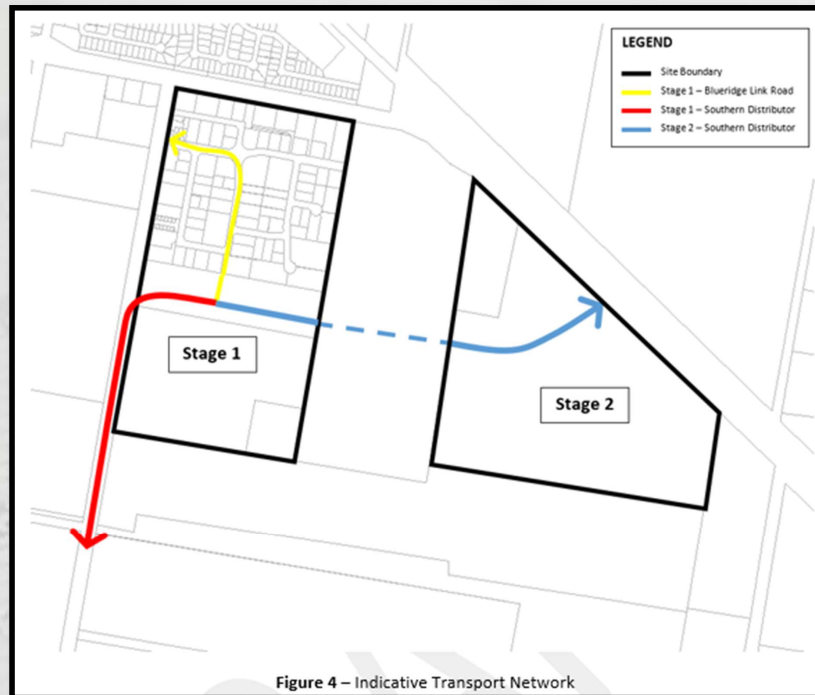 LEGEND
Site Boundary
Stage 1 – Blueridge Link Road
Stage 1 – Southern Distributor
Stage 2 – Southern Distributor
Stage 1
Stage 2
Figure 4 – Indicative Transport Network